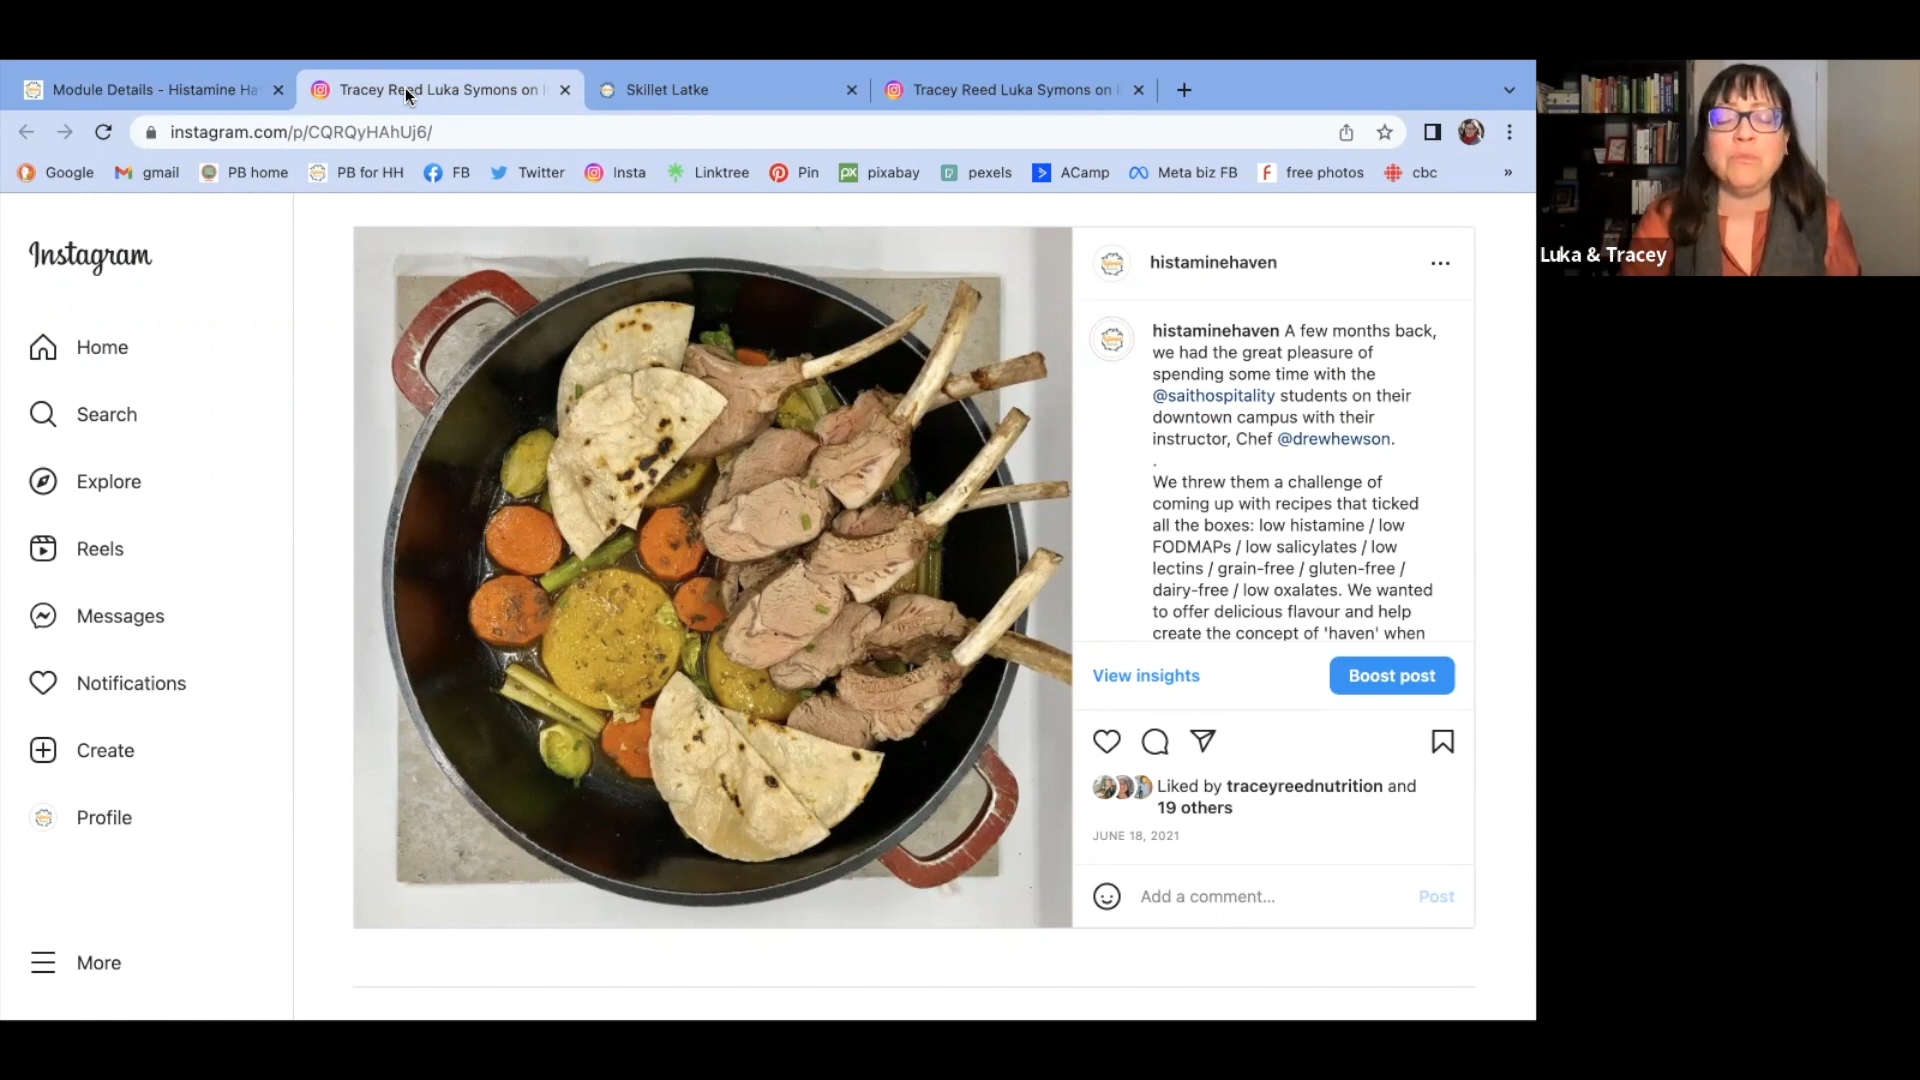 Module Details - Histamine Ha
Tracey Reed Luka Symons on I
Skillet Latke
Tracey Reed Luka Symons on I
instagram.com/p/CQRQyHAhUj6/
Google
gmail
PB home
PB for HH
FB
Twitter
Insta
Linktree
Pin
px pixabay
pexels
ACamp
Meta biz FB
free photos
cbc
»
Luka & Tracey
Instagram
Home
Search
Explore
Reels
Messages
Notifications
Create
Profile
More
histaminehaven
histaminehaven A few months back,
we had the great pleasure of
spending some time with the
@saithospitality students on their
downtown campus with their
instructor, Chef @drewhewson.
.
We threw them a challenge of
coming up with recipes that ticked
all the boxes: low histamine / low
FODMAPs / low salicylates / low
lectins / grain-free / gluten-free /
dairy-free / low oxalates. We wanted
to offer delicious flavour and help
create the concept of 'haven' when
View insights
Boost post
Liked by traceyreednutrition and
19 others
JUNE 18, 2021
Add a comment...
Post